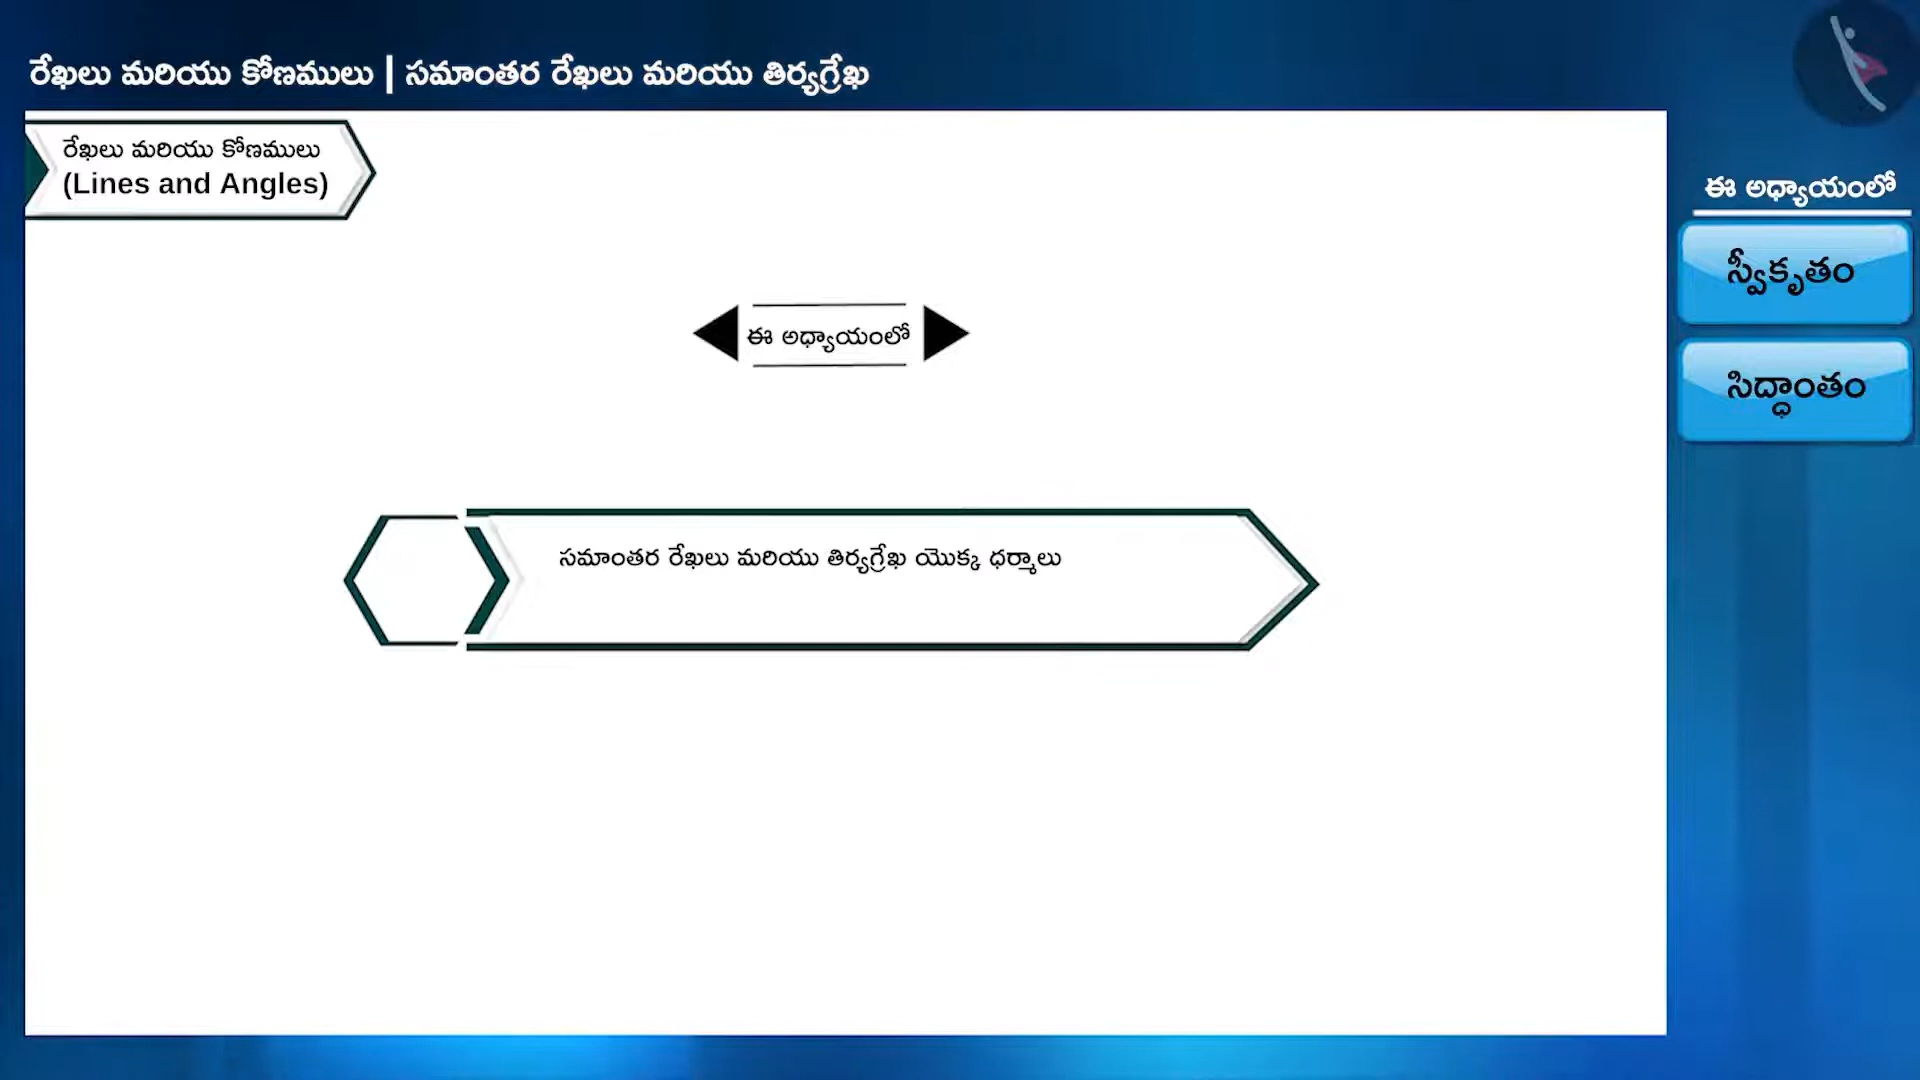 రేఖలు మరియు కోణములు | సమాంతర రేఖలు మరియు తిర్యగ్రేఖ
రేఖలు మరియు కోణములు
(Lines and Angles)
ఈ అధ్యాయంలో
స్వీకృతం
సిద్ధాంతం
ఈ అధ్యాయంలో
సమాంతర రేఖలు మరియు తిర్యగ్రేఖ యొక్క ధర్మాలు